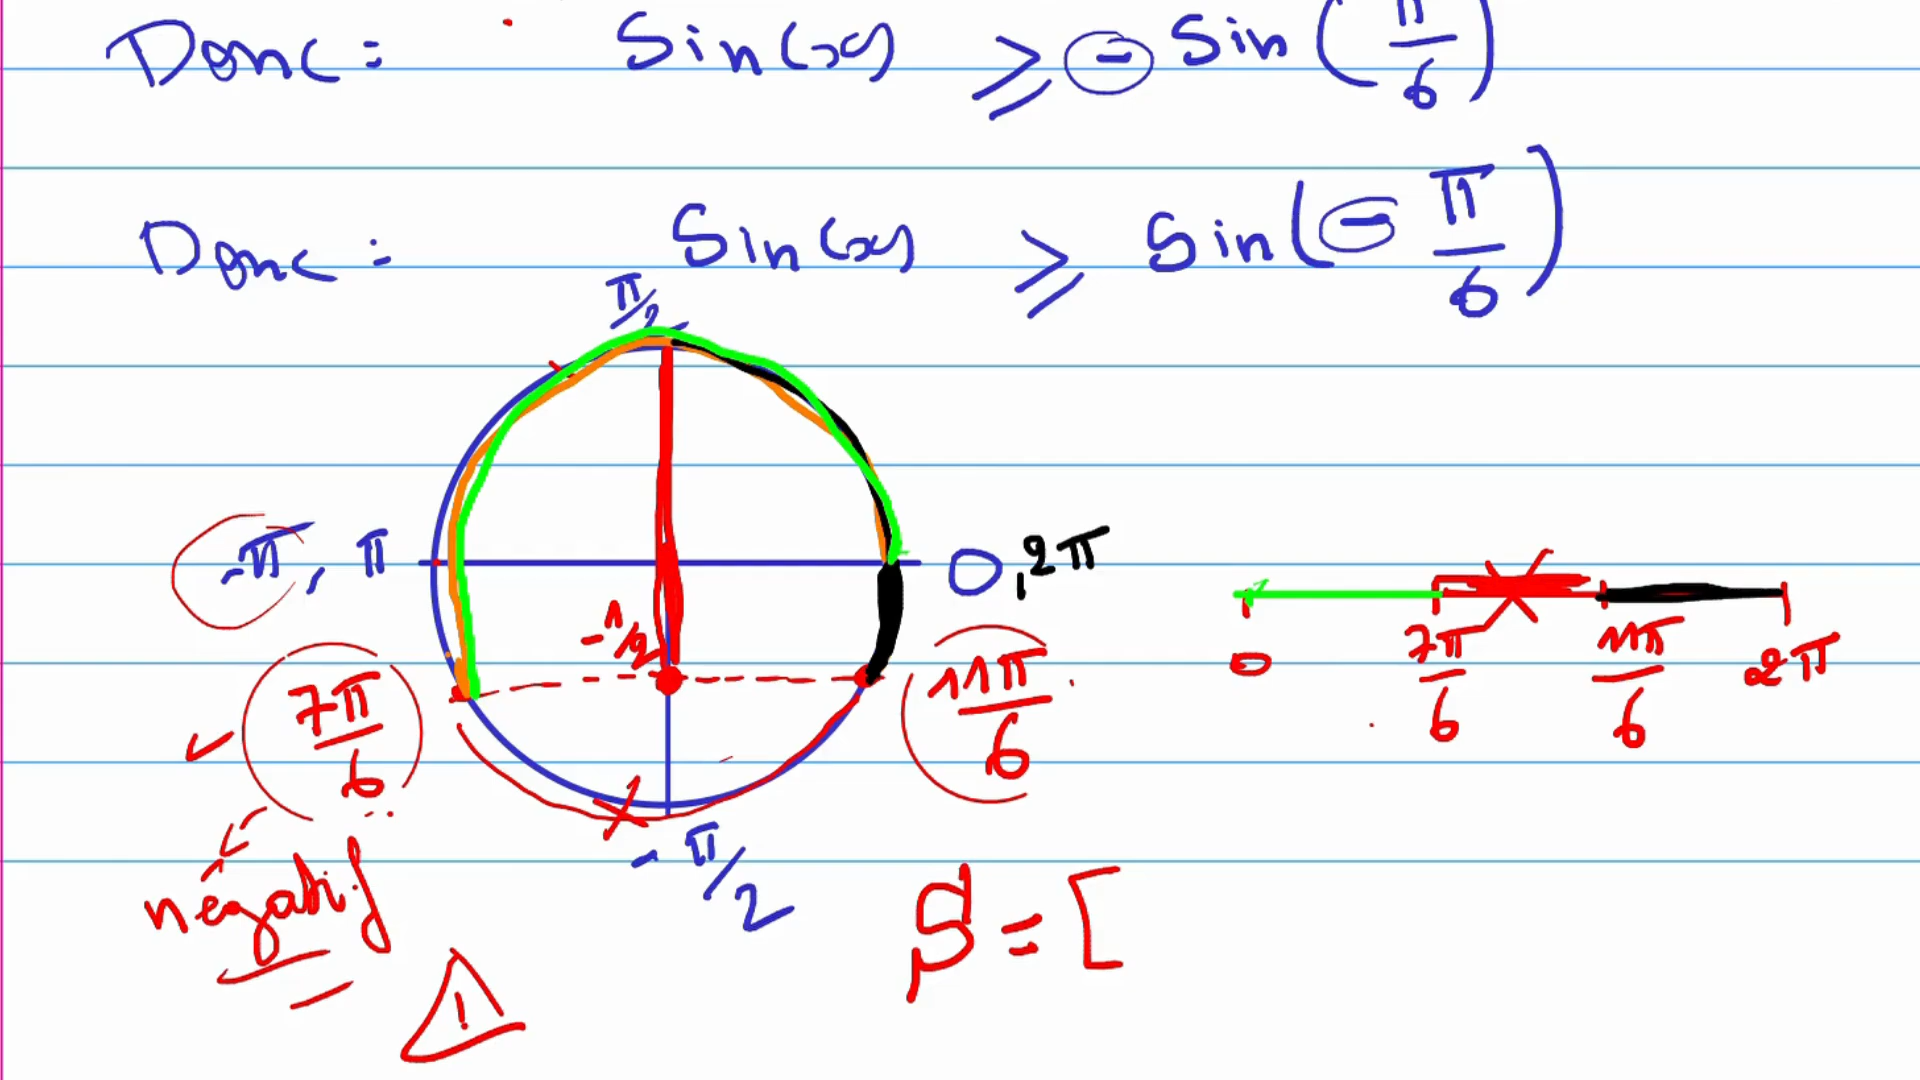 Donc : Sin(x) ⩾ - Sin(π/6)
Donc : Sin(x) ⩾ Sin(-π/6)
π/2
-π, π
0, 2π
-1/2
7π/6
11π/6
0 7π/6 11π/6 2π
négatif
-π/2
!
S = [